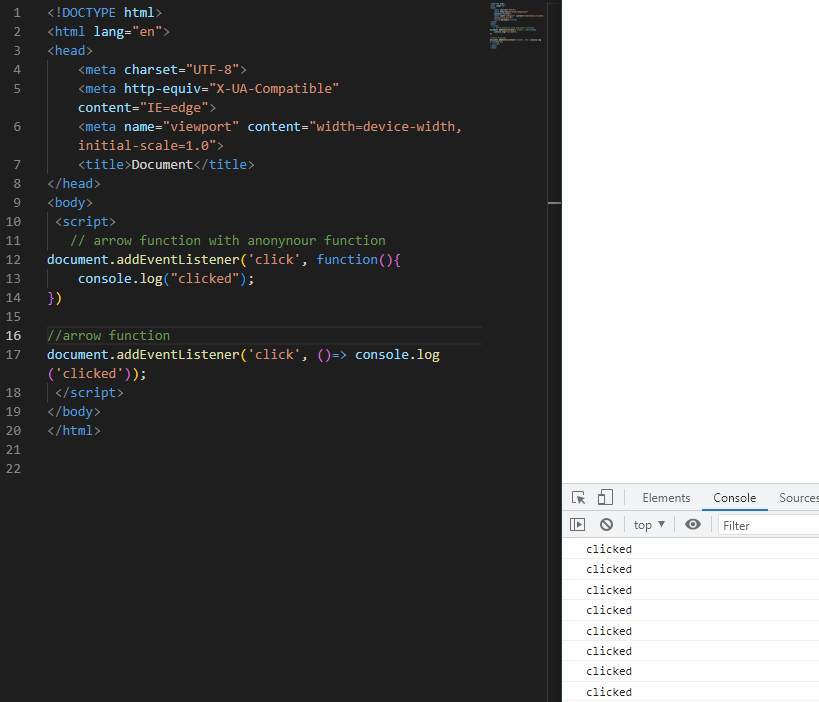 1 <!DOCTYPE html>
2 <html lang="en">
3 <head>
4 <meta charset="UTF-8">
5 <meta http-equiv="X-UA-Compatible"
content="IE=edge">
6 <meta name="viewport" content="width=device-width,
initial-scale=1.0">
7 <title>Document</title>
8 </head>
9 <body>
10 <script>
11 // arrow function with anonynour function
12 document.addEventListener('click', function(){
13 console.log("clicked");
14 })
15
16 //arrow function
17 document.addEventListener('click', ()=> console.log
('clicked'));
18 </script>
19 </body>
20 </html>
21
22
Elements Console Sources
top Filter
clicked
clicked
clicked
clicked
clicked
clicked
clicked
clicked